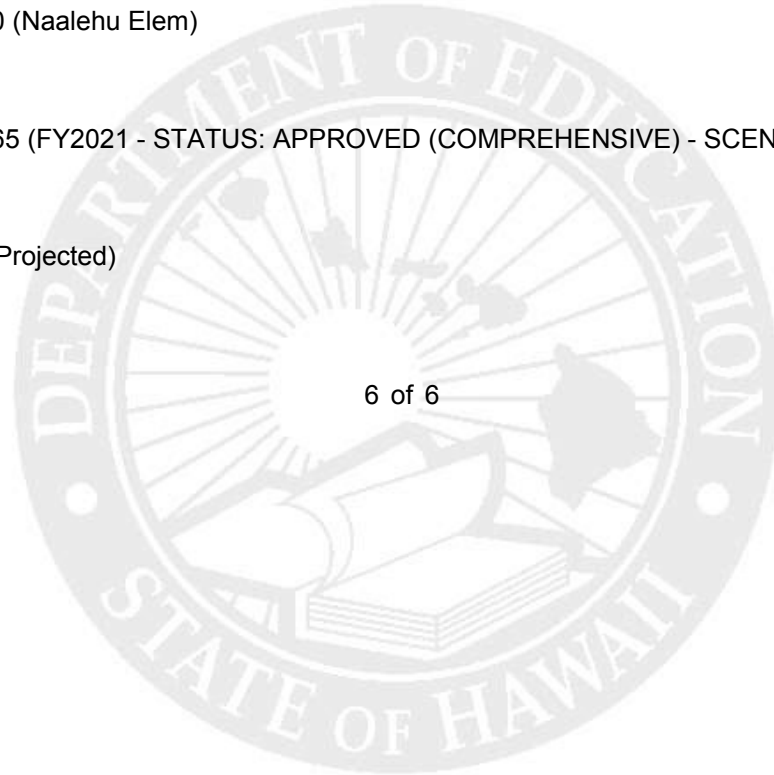 0 (Naalehu Elem)
65 (FY2021 - STATUS: APPROVED (COMPREHENSIVE) - SCEN
Projected)
6 of 6
DEPARTMENT OF EDUCATION
STATE OF HAWAII